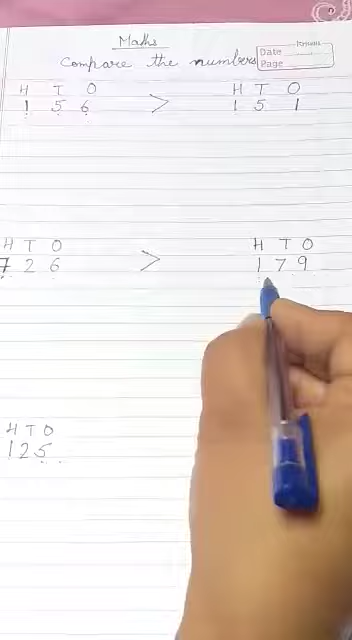 Maths
Compare the numbers
Date
Page
H T O H T O
1 5 6 > 1 5 1
H T O H T O
7 2 6 > 1 7 9
H T O
1 2 5